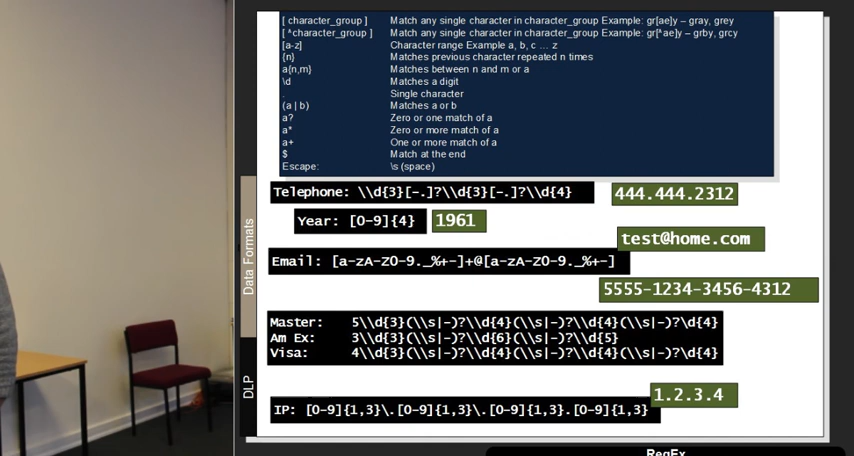 [ character_group ] Match any single character in character_group Example: gr[ae]y – gray, grey
[ ^character_group ] Match any single character in character_group Example: gr[^ae]y – grby, grcy
[a-z] Character range Example a, b, c … z
{n} Matches previous character repeated n times
a{n,m} Matches between n and m or a
\d Matches a digit
. Single character
(a | b) Matches a or b
a? Zero or one match of a
a* Zero or more match of a
a+ One or more match of a
$ Match at the end
Escape: \s (space)
Data Formats
Telephone: \\d{3}[-.]?\\d{3}[-.]?\\d{4} 444.444.2312
Year: [0-9]{4} 1961
test@home.com
Email: [a-zA-Z0-9._%+-]+@[a-zA-Z0-9._%+-]
5555-1234-3456-4312
Master: 5\\d{3}(\\s|-)?\\d{4}(\\s|-)?\\d{4}(\\s|-)?\d{4}
Am Ex: 3\\d{3}(\\s|-)?\\d{6}(\\s|-)?\\d{5}
Visa: 4\\d{3}(\\s|-)?\\d{4}(\\s|-)?\\d{4}(\\s|-)?\d{4}
DLP
1.2.3.4
IP: [0-9]{1,3}\.[0-9]{1,3}\.[0-9]{1,3}.[0-9]{1,3}
RegEx